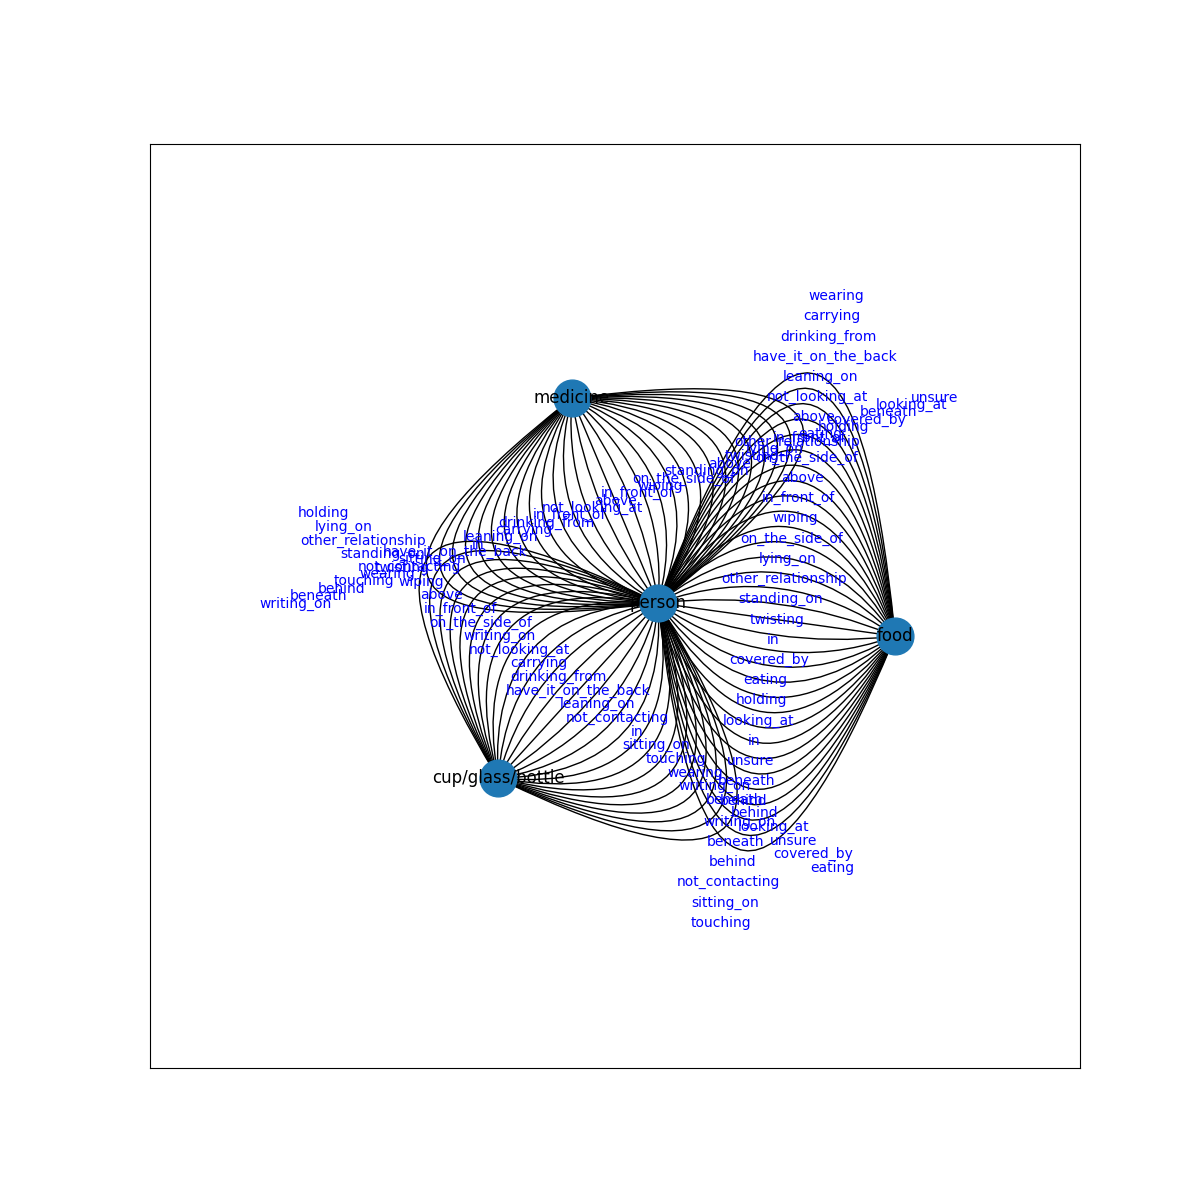 wearing
carrying
drinking_from
have_it_on_the_back
leaning_on
not_looking_at
unsure
looking_at
beneath
above
covered_by
holding
eating
in_front_of
other_relationship
lying_on
twisting
on_the_side_of
above
standing_on
on_the_side_of
above
wiping
in_front_of
in_front_of
above
not_looking_at
in_front_of
wiping
drinking_from
carrying
leaning_on
on_the_side_of
in
have_it_on_the_back
sitting_on
lying_on
holding
lying_on
other_relationship
standing_on
not_contacting
twisting
wearing
touching
wiping
behind
above
beneath
writing_on
in_front_of
on_the_side_of
writing_on
not_looking_at
carrying
drinking_from
have_it_on_the_back
leaning_on
not_contacting
in
sitting_on
touching
wearing
writing_on
beneath
behind
other_relationship
standing_on
twisting
in
covered_by
eating
holding
looking_at
in
unsure
beneath
behind
writing_on
looking_at
beneath
unsure
covered_by
behind
eating
not_contacting
sitting_on
touching
medicine
person
food
cup/glass/bottle